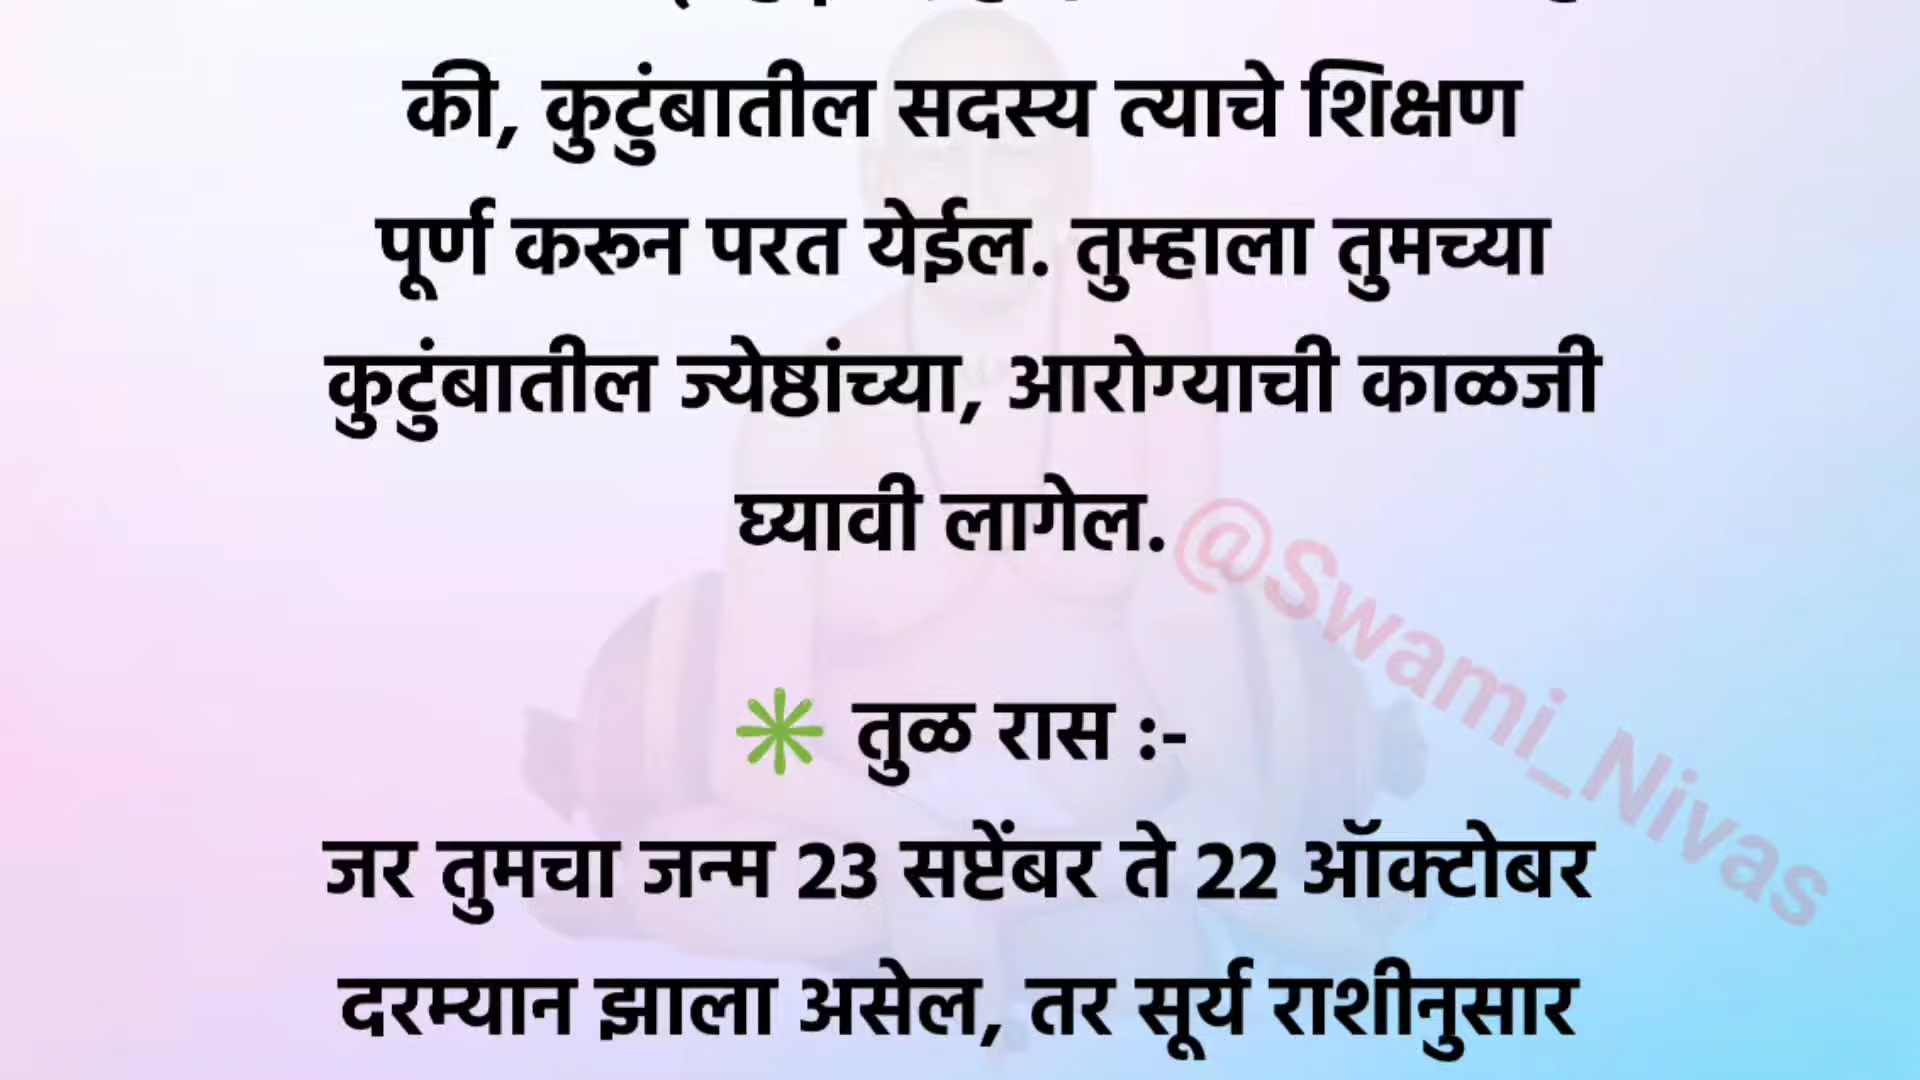 की, कुटुंबातील सदस्य त्याचे शिक्षण
पूर्ण करून परत येईल. तुम्हाला तुमच्या
कुटुंबातील ज्येष्ठांच्या, आरोग्याची काळजी
घ्यावी लागेल.
@Swami_Nivas
✳ तुळ रास :-
जर तुमचा जन्म 23 सप्टेंबर ते 22 ऑक्टोबर
दरम्यान झाला असेल, तर सूर्य राशीनुसार